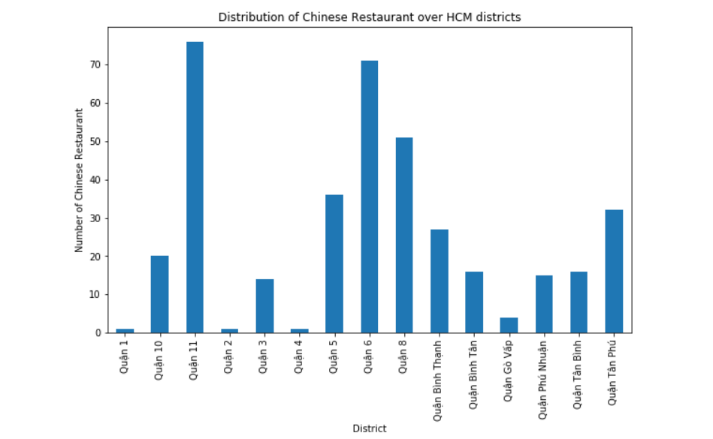 Distribution of Chinese Restaurant over HCM districts
Number of Chinese Restaurant
70
60
50
40
30
20
10
0
Quận 1
Quận 10
Quận 11
Quận 2
Quận 3
Quận 4
Quận 5
Quận 6
Quận 8
Quận Bình Thạnh
Quận Bình Tân
Quận Gò Vấp
Quận Phú Nhuận
Quận Tân Bình
Quận Tân Phú
District